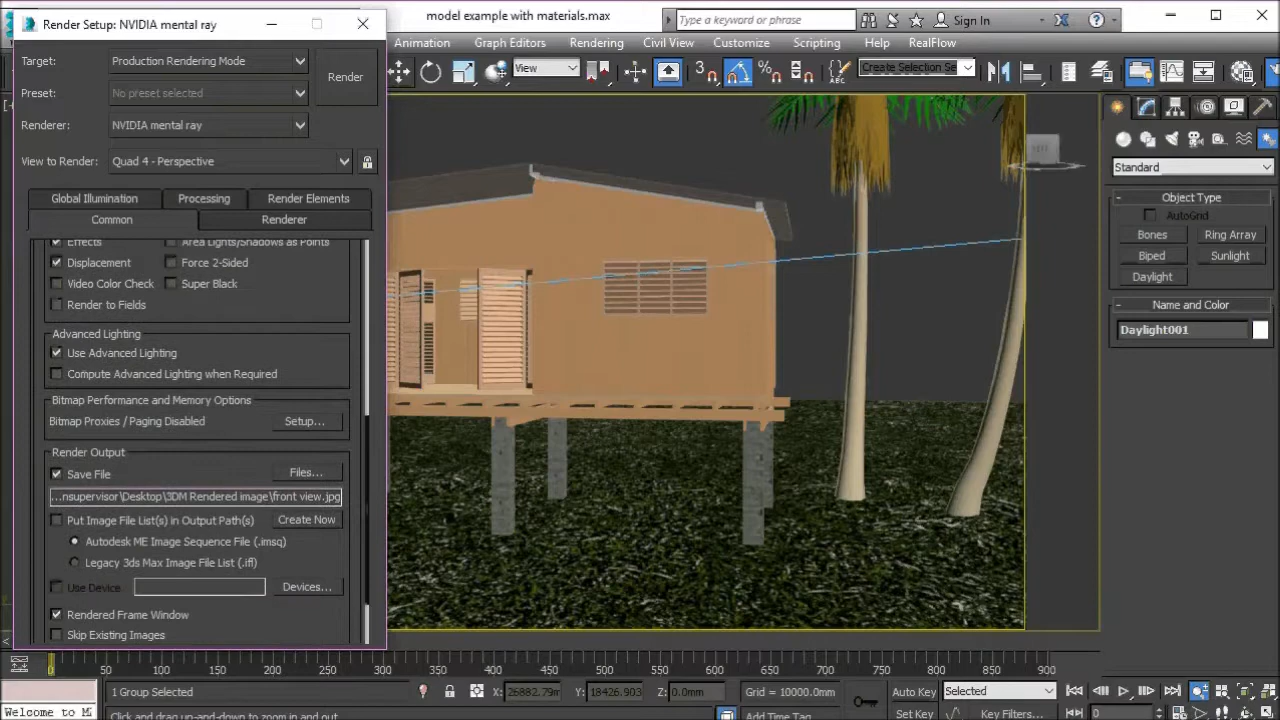 Render Setup: NVIDIA mental ray
model example with materials.max
Type a keyword or phrase
Sign In
Animation
Graph Editors
Rendering
Civil View
Customize
Scripting
Help
RealFlow
Target:
Production Rendering Mode
Render
View
Create Selection Se
Preset:
No preset selected
Renderer:
NVIDIA mental ray
View to Render:
Quad 4 - Perspective
Standard
Global Illumination
Processing
Render Elements
Common
Renderer
Object Type
AutoGrid
Bones
Ring Array
Biped
Sunlight
Daylight
Name and Color
Daylight001
Effects
Area Lights/Shadows as Points
Displacement
Force 2-Sided
Video Color Check
Super Black
Render to Fields
Advanced Lighting
Use Advanced Lighting
Compute Advanced Lighting when Required
Bitmap Performance and Memory Options
Bitmap Proxies / Paging Disabled
Setup...
Render Output
Save File
Files...
...nsupervisor\Desktop\3DM Rendered image\front view.jpg
Put Image File List(s) in Output Path(s)
Create Now
Autodesk ME Image Sequence File (.imsq)
Legacy 3ds Max Image File List (.ifl)
Use Device
Devices...
Rendered Frame Window
Skip Existing Images
0 50 100 150 200 250 300 350 400 450 500 550 600 650 700 750 800 850 900
1 Group Selected
X: 26882.79m
Y: 18426.903
Z: 0.0mm
Grid = 10000.0mm
Auto Key
Selected
Welcome to M
Click and drag up-and-down to zoom in and out
Add Time Tag
Set Key
Key Filters...
0